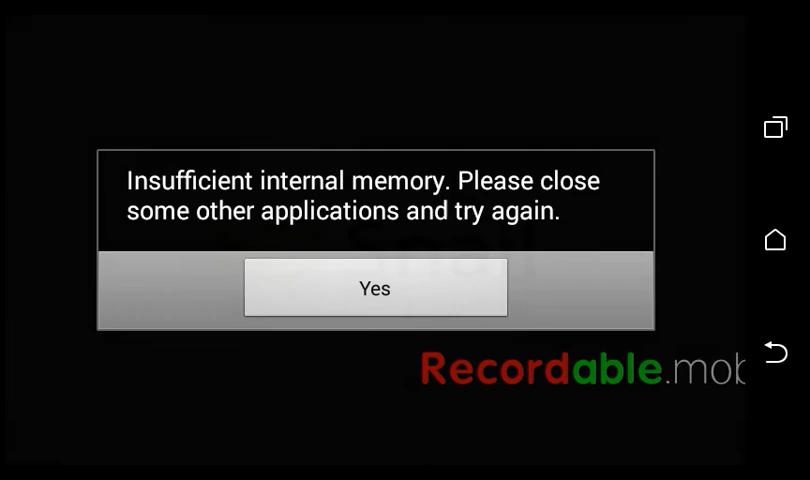 Insufficient internal memory. Please close
some other applications and try again.
Yes
Recordable.mob